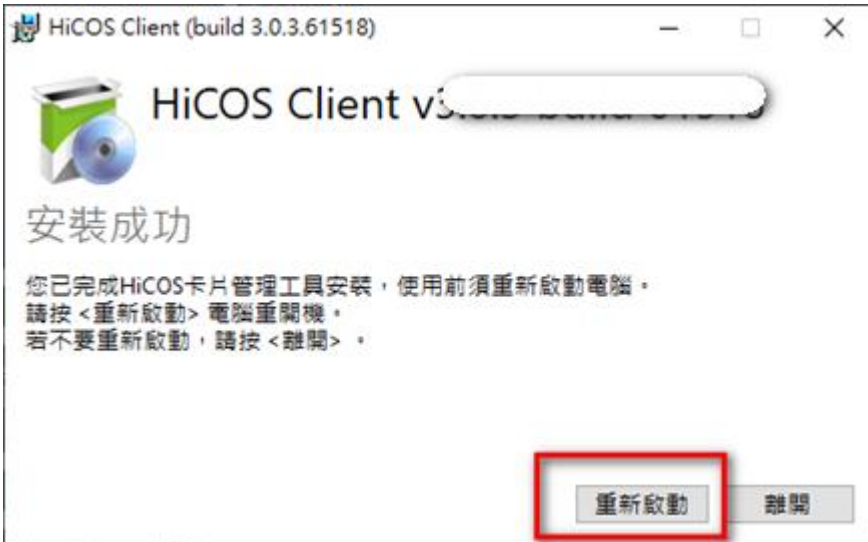 HiCOS Client (build 3.0.3.61518)
HiCOS Client
安裝成功
您已完成HiCOS卡片管理工具安裝，使用前須重新啟動電腦。
請按 <重新啟動> 電腦重開機。
若不要重新啟動，請按 <離開> 。
重新啟動
離開